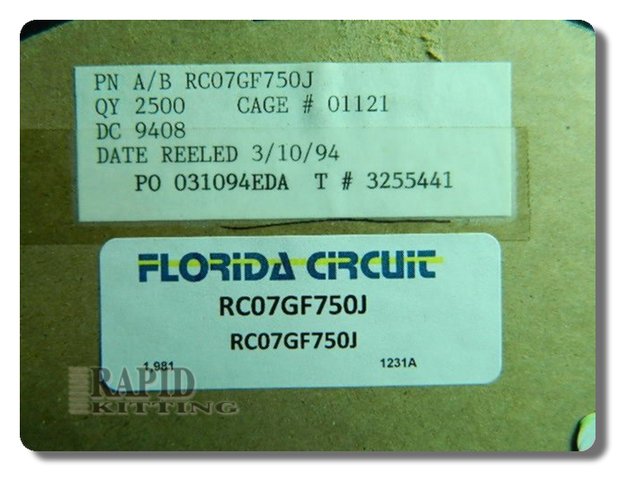 PN A/B RC07GF750J
QY 2500 CAGE # 01121
DC 9408
DATE REELED 3/10/94
PO 031094EDA T # 3255441
FLORIDA CIRCUIT
RC07GF750J
RC07GF750J
1,981 1231A
RAPID
KITTING